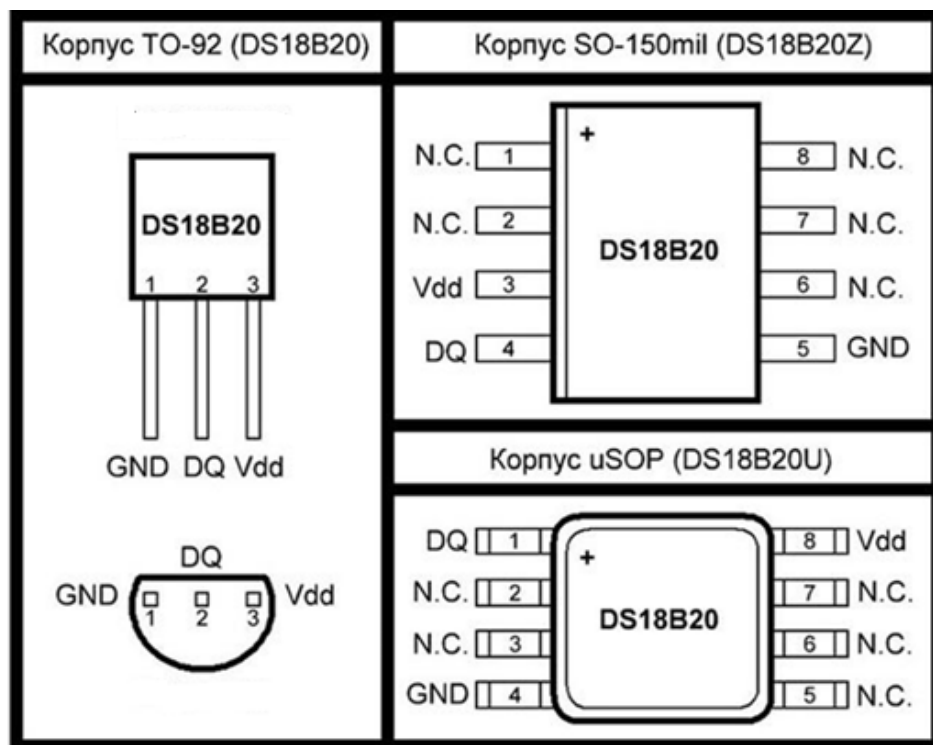 Корпус TO-92 (DS18B20)
DS18B20
1 2 3
GND DQ Vdd
DQ
GND Vdd
1 2 3
Корпус SO-150mil (DS18B20Z)
+
N.C. 1 8 N.C.
N.C. 2 7 N.C.
DS18B20
Vdd 3 6 N.C.
DQ 4 5 GND
Корпус uSOP (DS18B20U)
DQ 1 8 Vdd
+
N.C. 2 7 N.C.
DS18B20
N.C. 3 6 N.C.
GND 4 5 N.C.